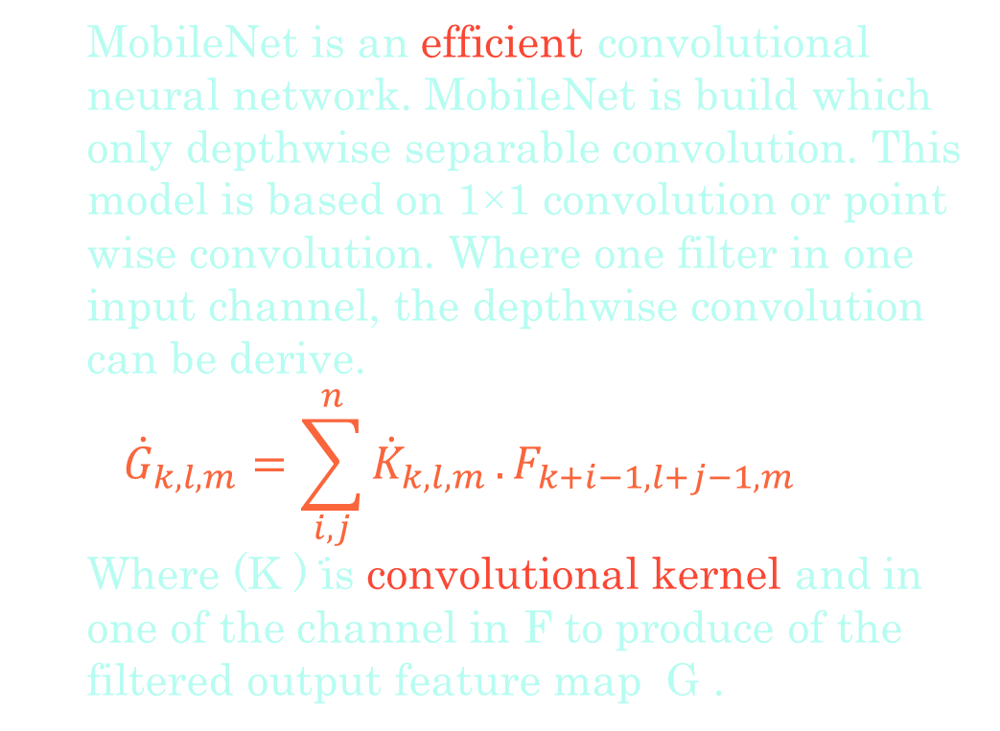 MobileNet is an efficient convolutional
neural network. MobileNet is build which
only depthwise separable convolution. This
model is based on 1×1 convolution or point
wise convolution. Where one filter in one
input channel, the depthwise convolution
can be derive.
Ġₖ,ₗ,ₘ = ∑ⁿ_{i,j} K̇ₖ,ₗ,ₘ . F_{k+i−1,l+j−1,m}
Where (K ) ̇is convolutional kernel and in
one of the channel in F to produce of the
filtered output feature map G .